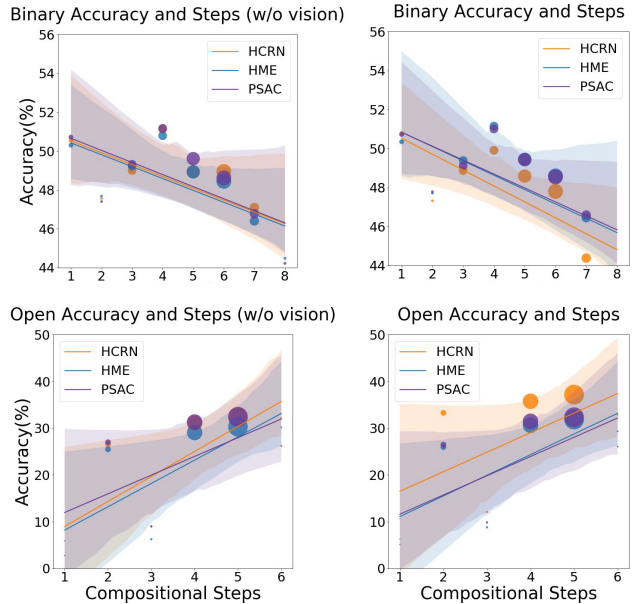 Binary Accuracy and Steps (w/o vision)
Binary Accuracy and Steps
56
54
52
50
48
46
44
Accuracy(%)
HCRN
HME
PSAC
1 2 3 4 5 6 7 8
56
54
52
50
48
46
44
HCRN
HME
PSAC
1 2 3 4 5 6 7 8
Open Accuracy and Steps (w/o vision)
Open Accuracy and Steps
50
40
30
20
10
0
Accuracy(%)
HCRN
HME
PSAC
1 2 3 4 5 6
Compositional Steps
50
40
30
20
10
0
HCRN
HME
PSAC
1 2 3 4 5 6
Compositional Steps